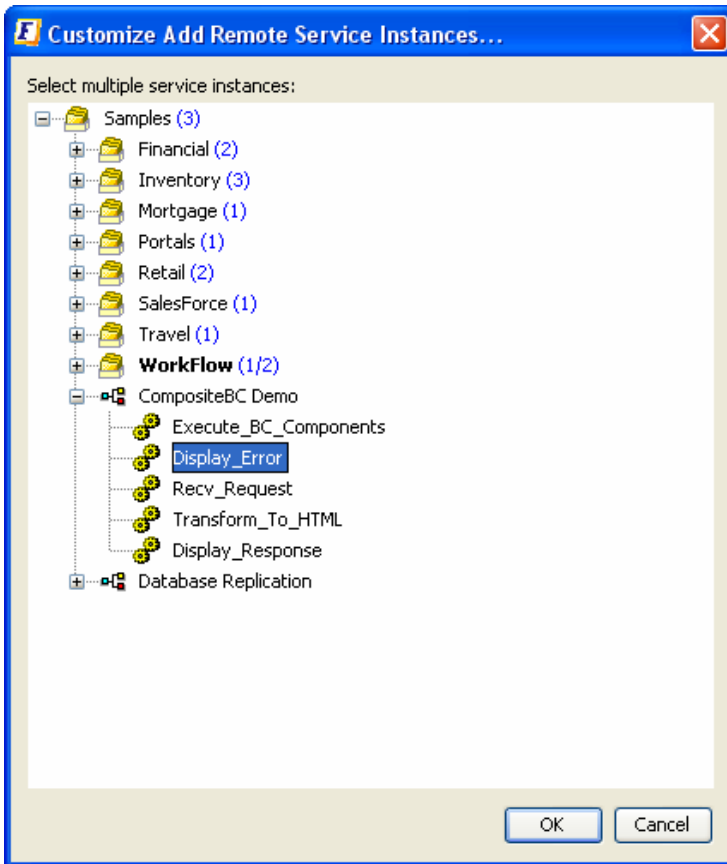 Customize Add Remote Service Instances...
Select multiple service instances:
Samples (3)
Financial (2)
Inventory (3)
Mortgage (1)
Portals (1)
Retail (2)
SalesForce (1)
Travel (1)
WorkFlow (1/2)
CompositeBC Demo
Execute_BC_Components
Display_Error
Recv_Request
Transform_To_HTML
Display_Response
Database Replication
OK Cancel